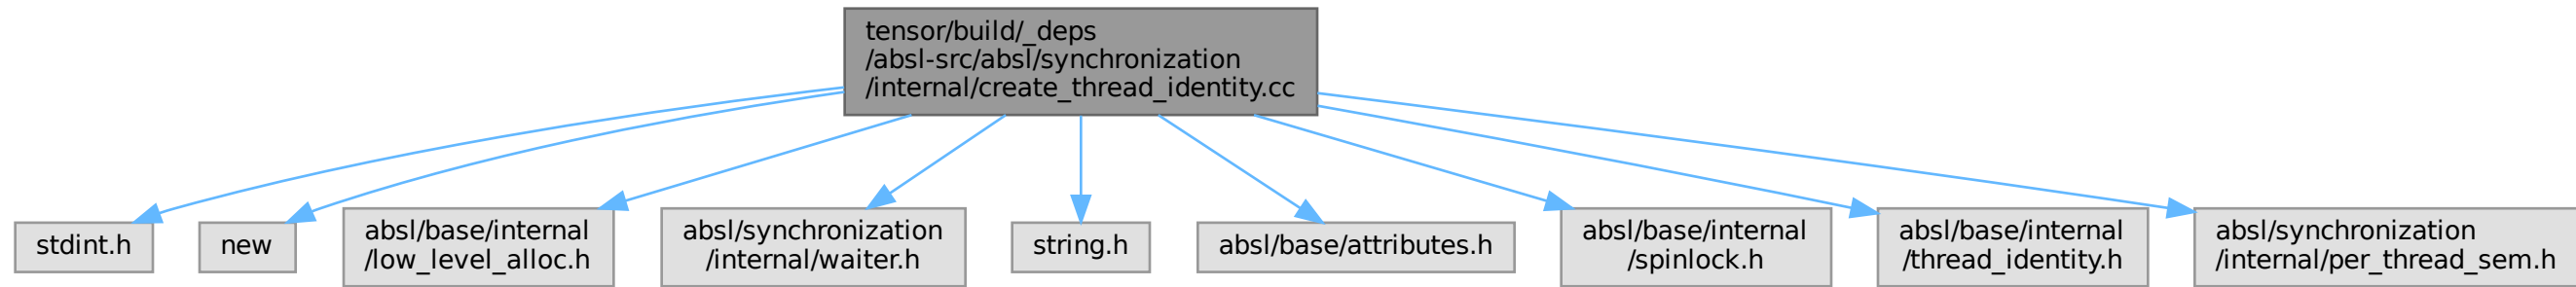 tensor/build/_deps
/absl-src/absl/synchronization
/internal/create_thread_identity.cc
stdint.h
new
absl/base/internal
/low_level_alloc.h
absl/synchronization
/internal/waiter.h
string.h
absl/base/attributes.h
absl/base/internal
/spinlock.h
absl/base/internal
/thread_identity.h
absl/synchronization
/internal/per_thread_sem.h